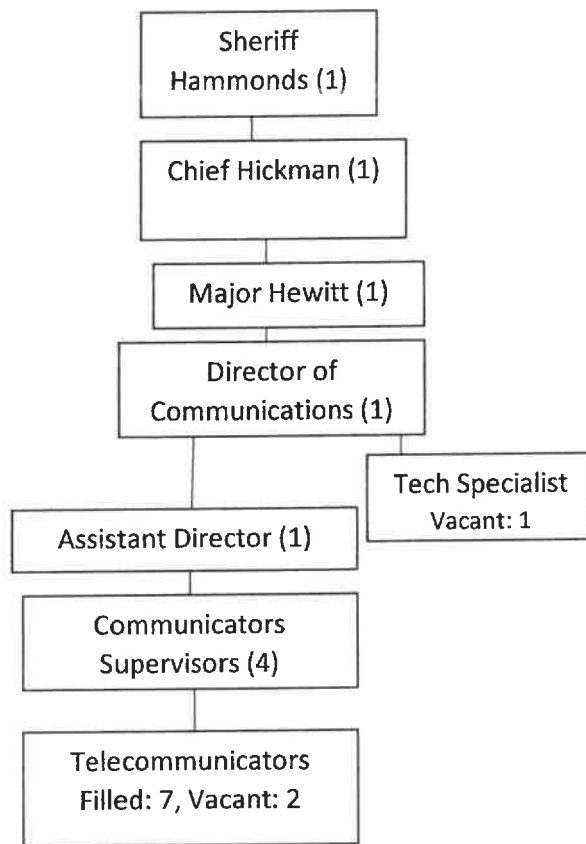 Sheriff
Hammonds (1)
Chief Hickman (1)
Major Hewitt (1)
Director of
Communications (1)
Tech Specialist
Vacant: 1
Assistant Director (1)
Communicators
Supervisors (4)
Telecommunicators
Filled: 7, Vacant: 2